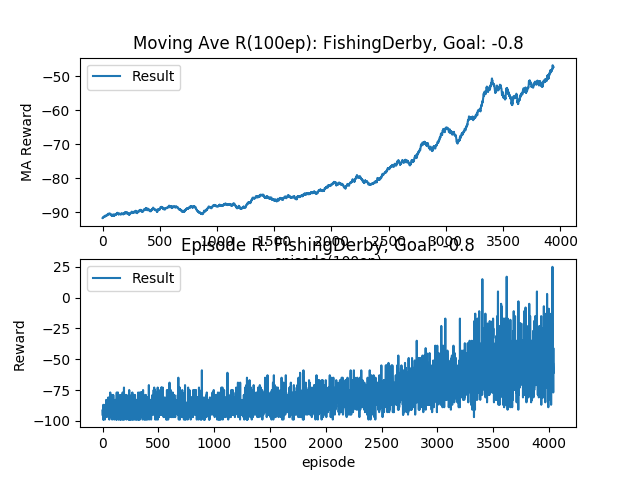 Moving Ave R(100ep): FishingDerby, Goal: -0.8
Result
MA Reward
−50
−60
−70
−80
−90
0 500 1000 1500 2000 2500 3000 3500 4000
episode(100ep)
Episode R: FishingDerby, Goal: -0.8
Result
Reward
25
0
−25
−50
−75
−100
0 500 1000 1500 2000 2500 3000 3500 4000
episode